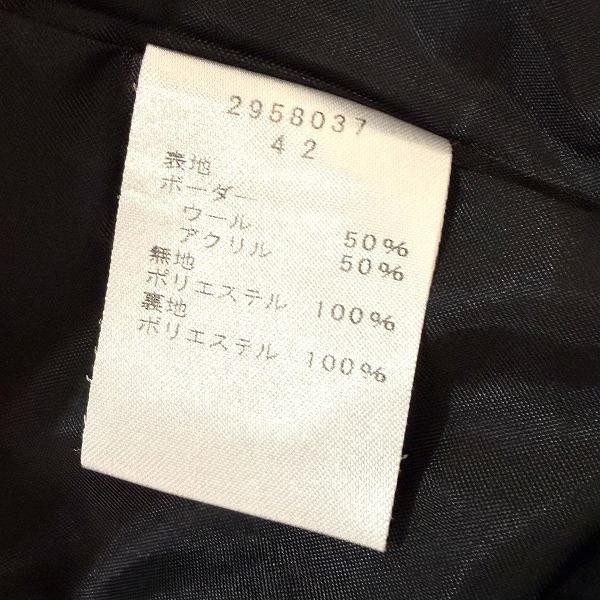 2958037
42
表地
ボーダー
ウール 50%
アクリル 50%
無地
ポリエステル 100%
裏地
ポリエステル 100%